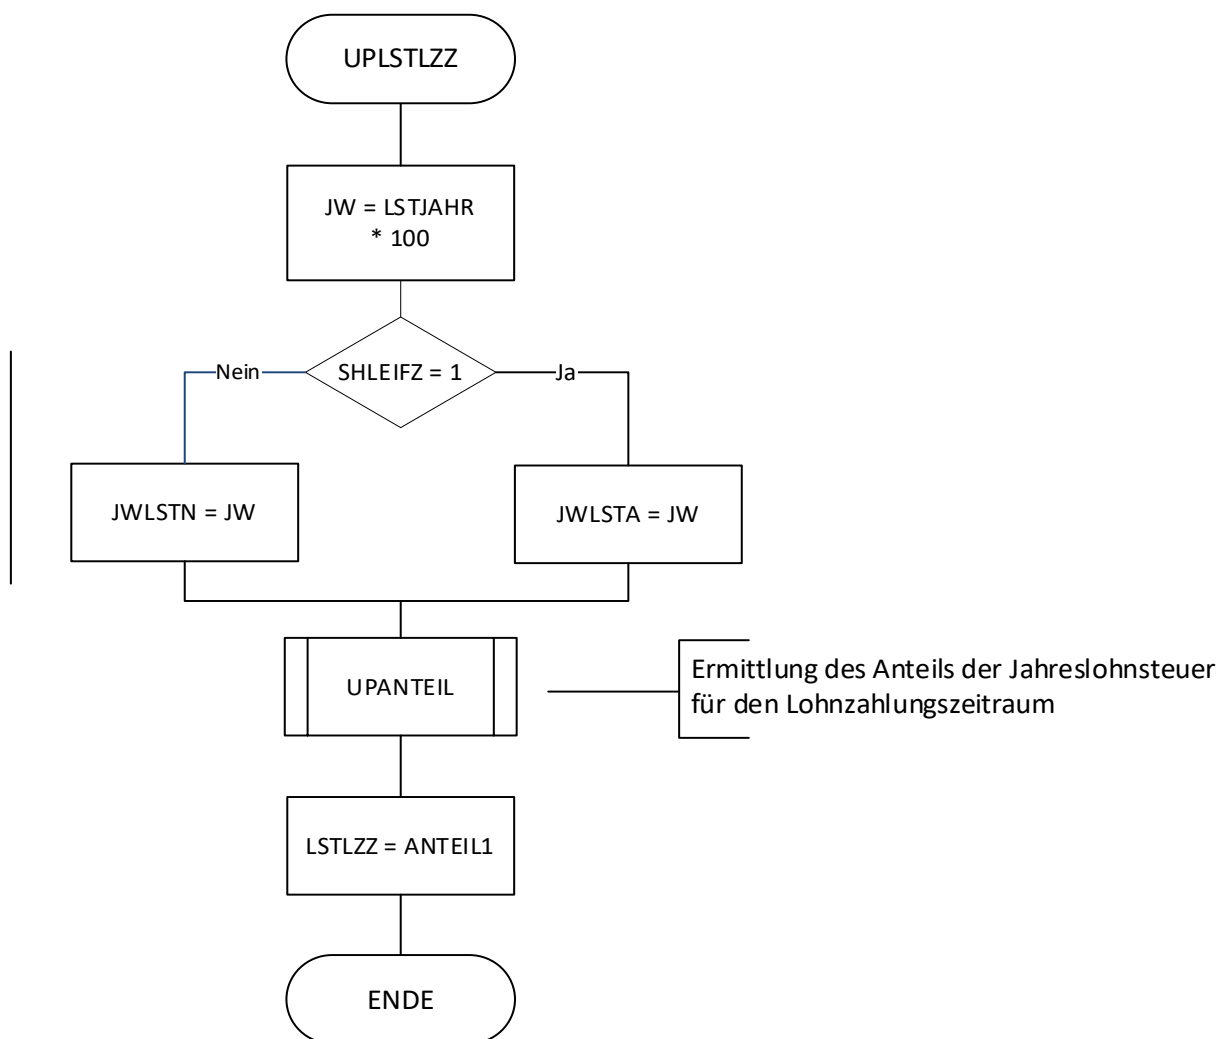 UPLSTLZZ
JW = LSTJAHR
* 100
SHLEIFZ = 1
Nein
Ja
JWLSTN = JW
JWLSTA = JW
UPANTEIL
Ermittlung des Anteils der Jahreslohnsteuer
für den Lohnzahlungszeitraum
LSTLZZ = ANTEIL1
ENDE